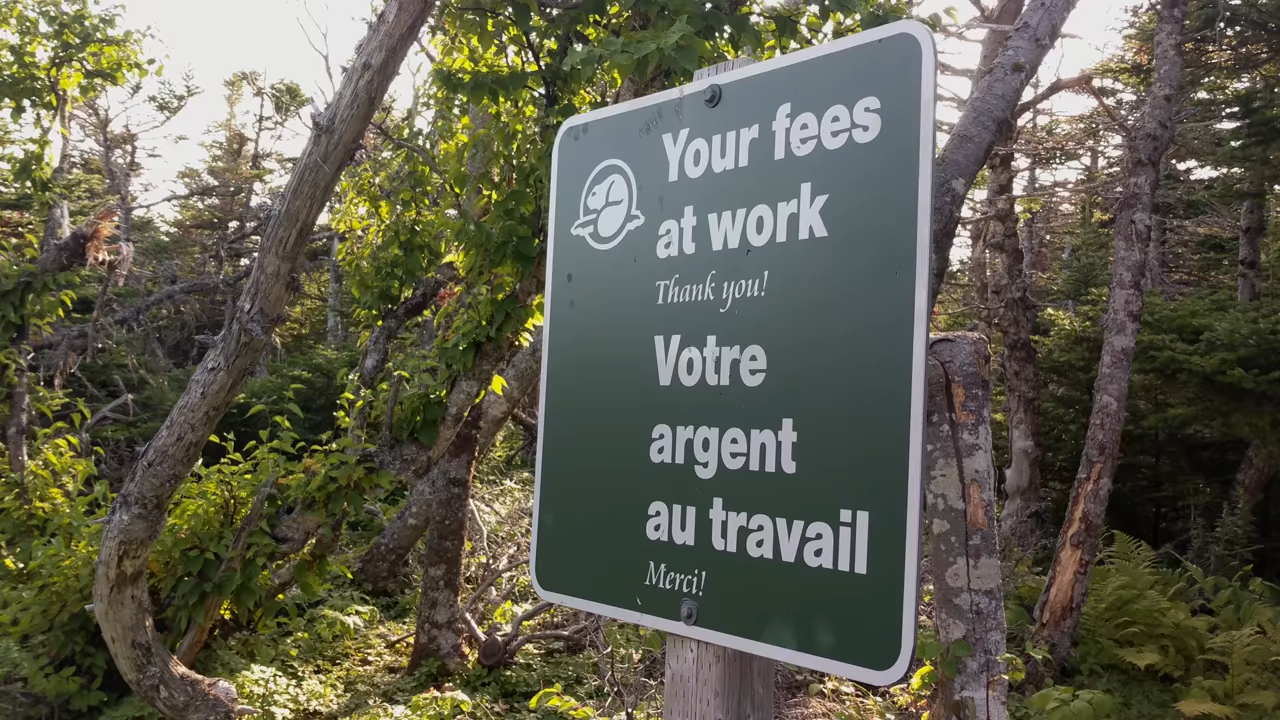 Your fees
at work
Thank you!
Votre
argent
au travail
Merci!